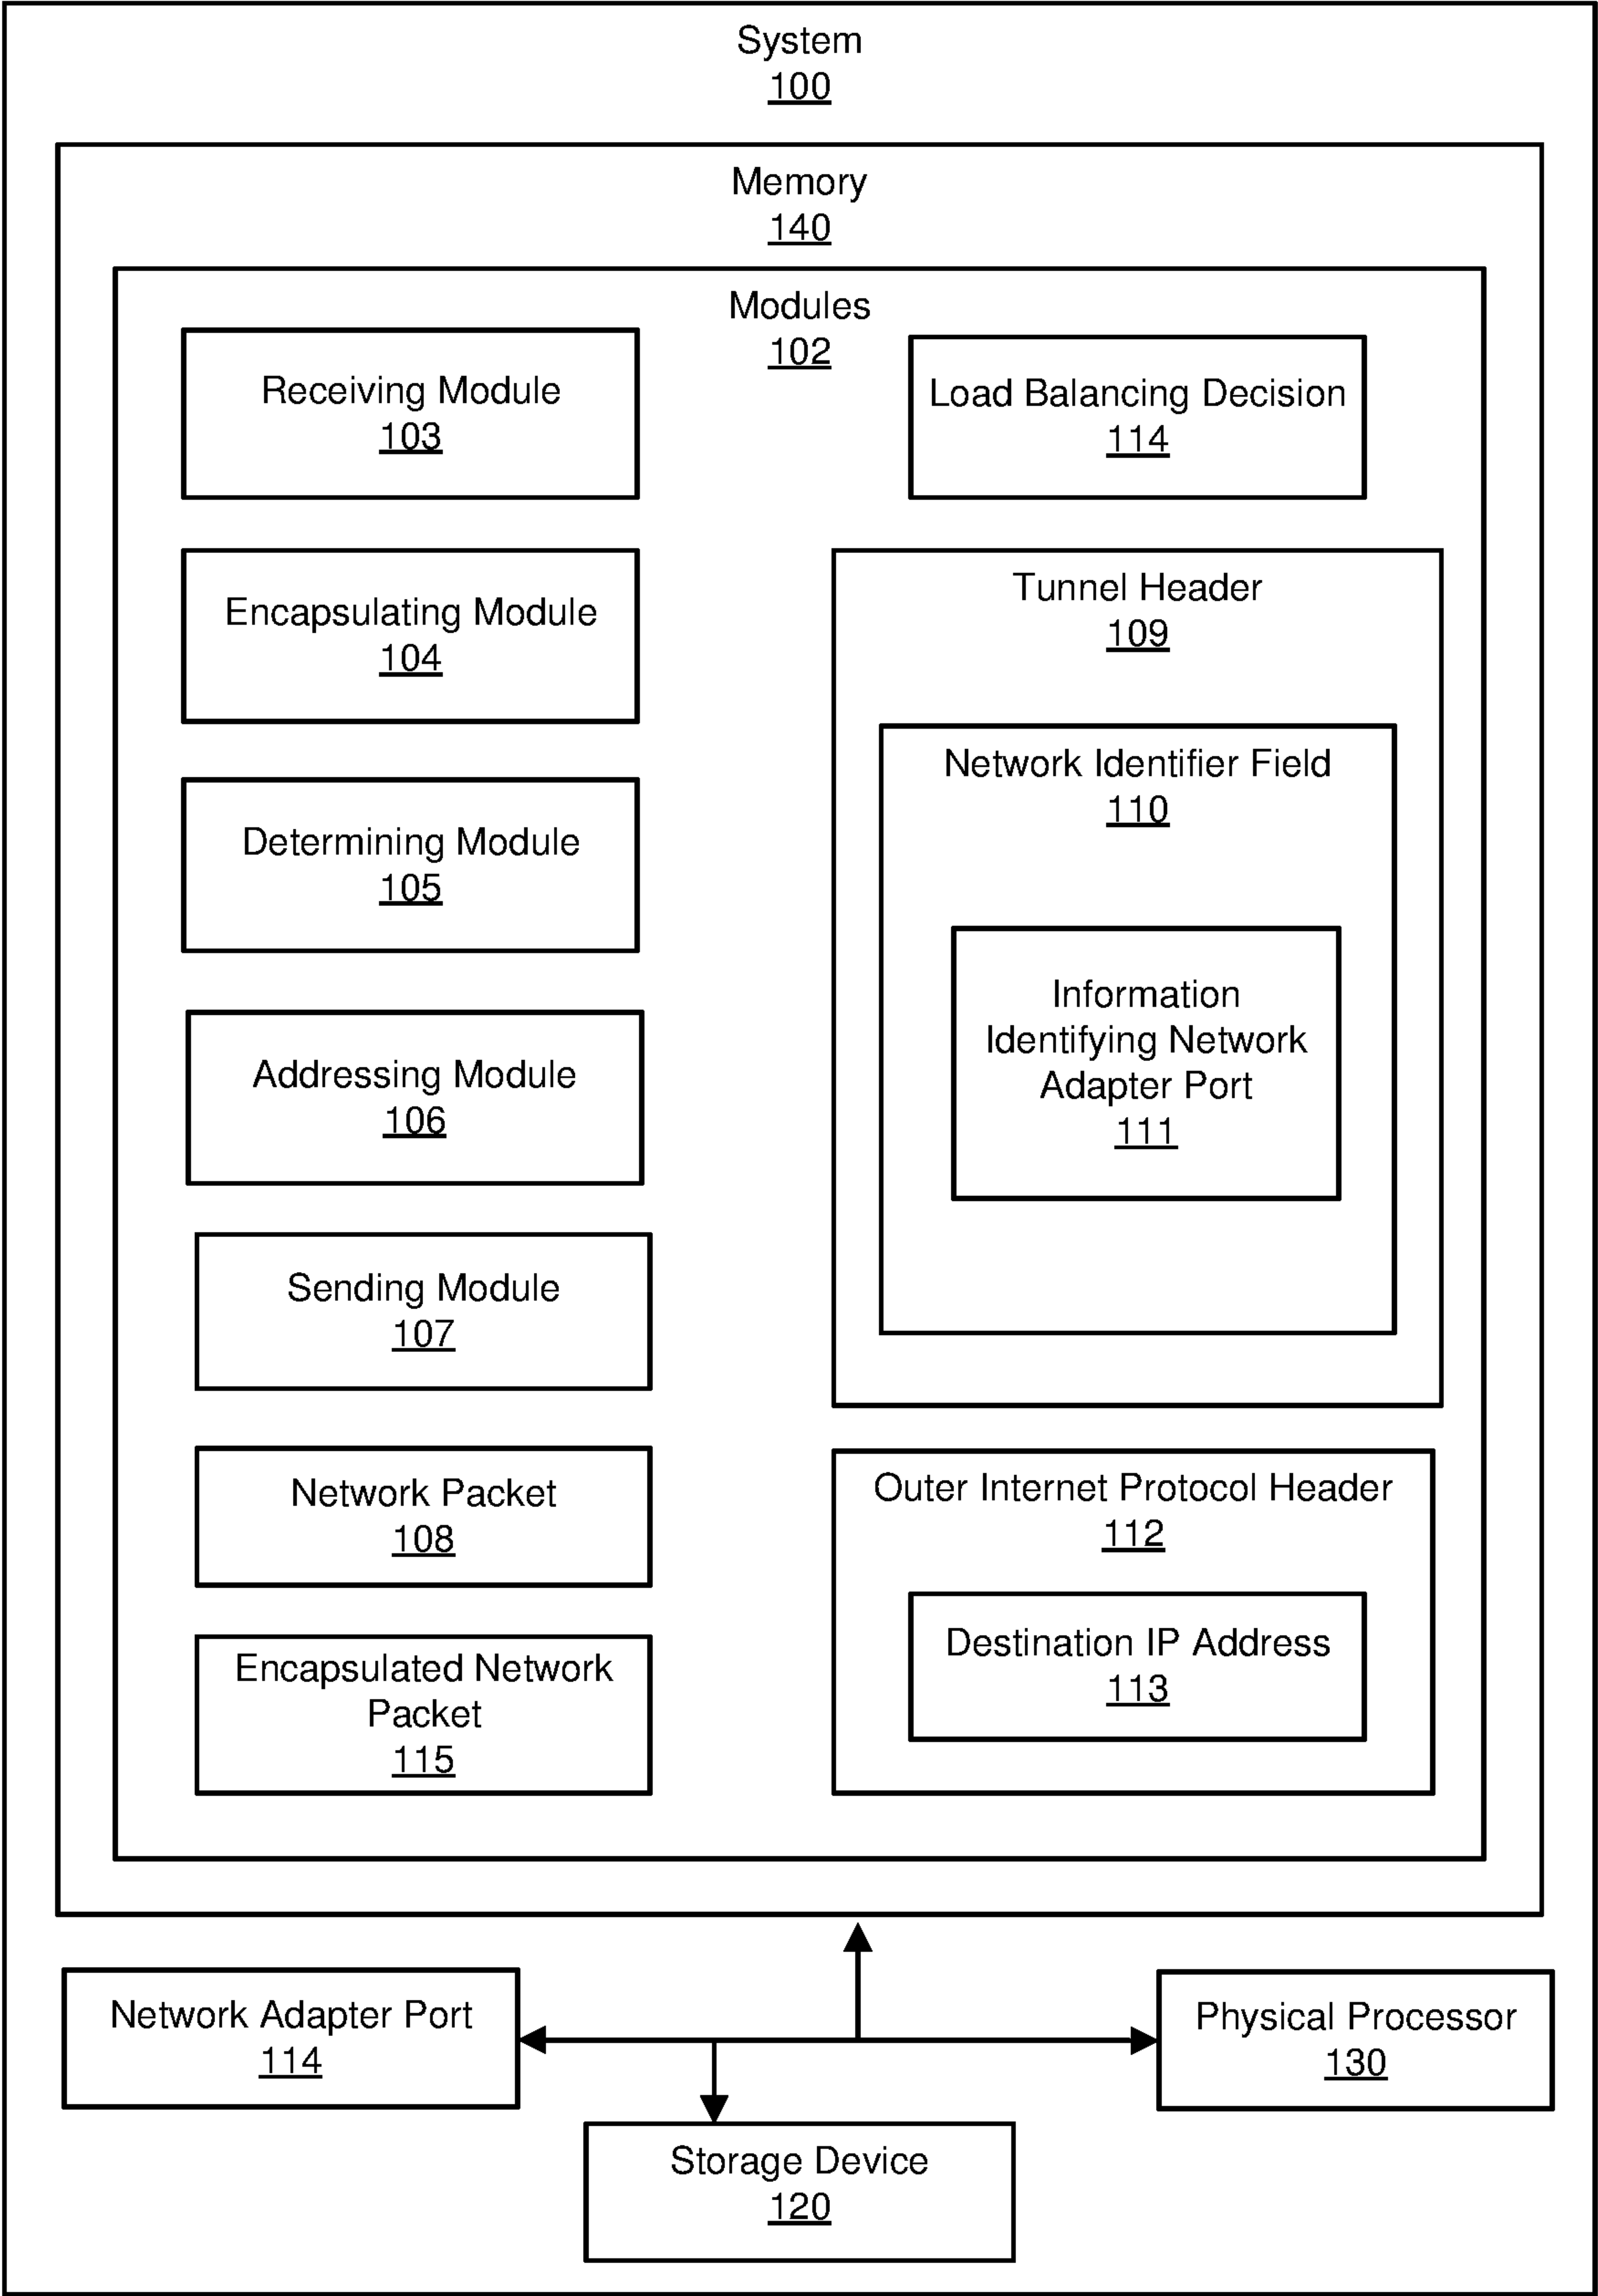 System
100
Memory
140
Modules
102
Receiving Module
103
Load Balancing Decision
114
Encapsulating Module
104
Determining Module
105
Addressing Module
106
Sending Module
107
Network Packet
108
Encapsulated Network
Packet
115
Tunnel Header
109
Network Identifier Field
110
Information
Identifying Network
Adapter Port
111
Outer Internet Protocol Header
112
Destination IP Address
113
Network Adapter Port
114
Physical Processor
130
Storage Device
120